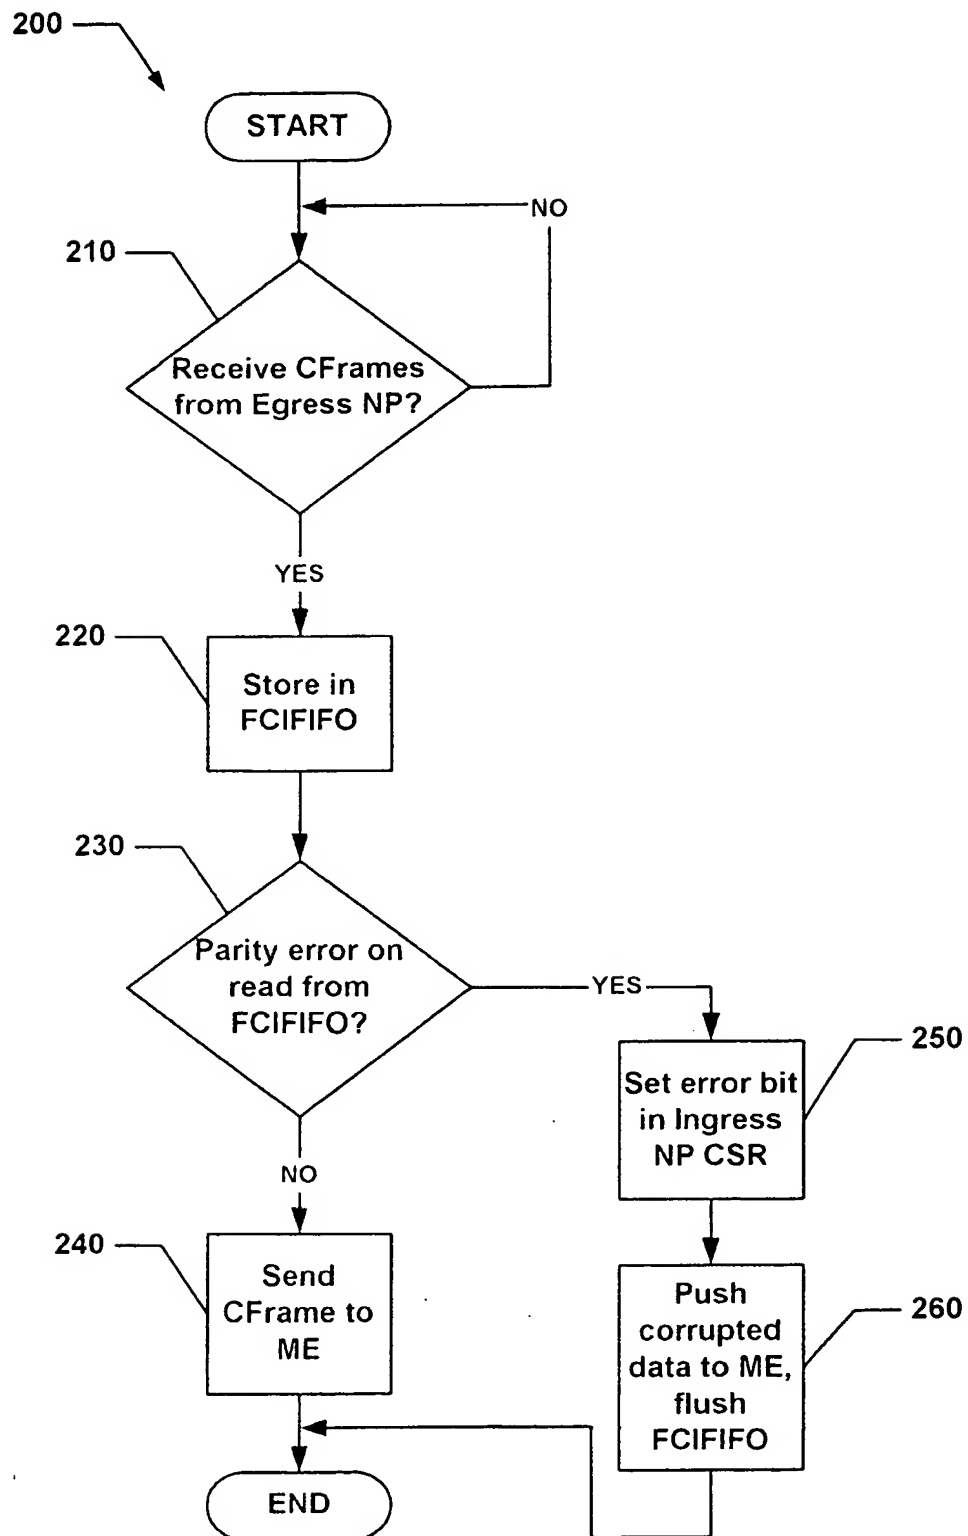 200
START
NO
210
Receive CFrames
from Egress NP?
YES
220
Store in
FCIFIFO
230
Parity error on
read from
FCIFIFO?
YES
250
Set error bit
in Ingress
NP CSR
NO
240
Send
CFrame to
ME
260
Push
corrupted
data to ME,
flush
FCIFIFO
END